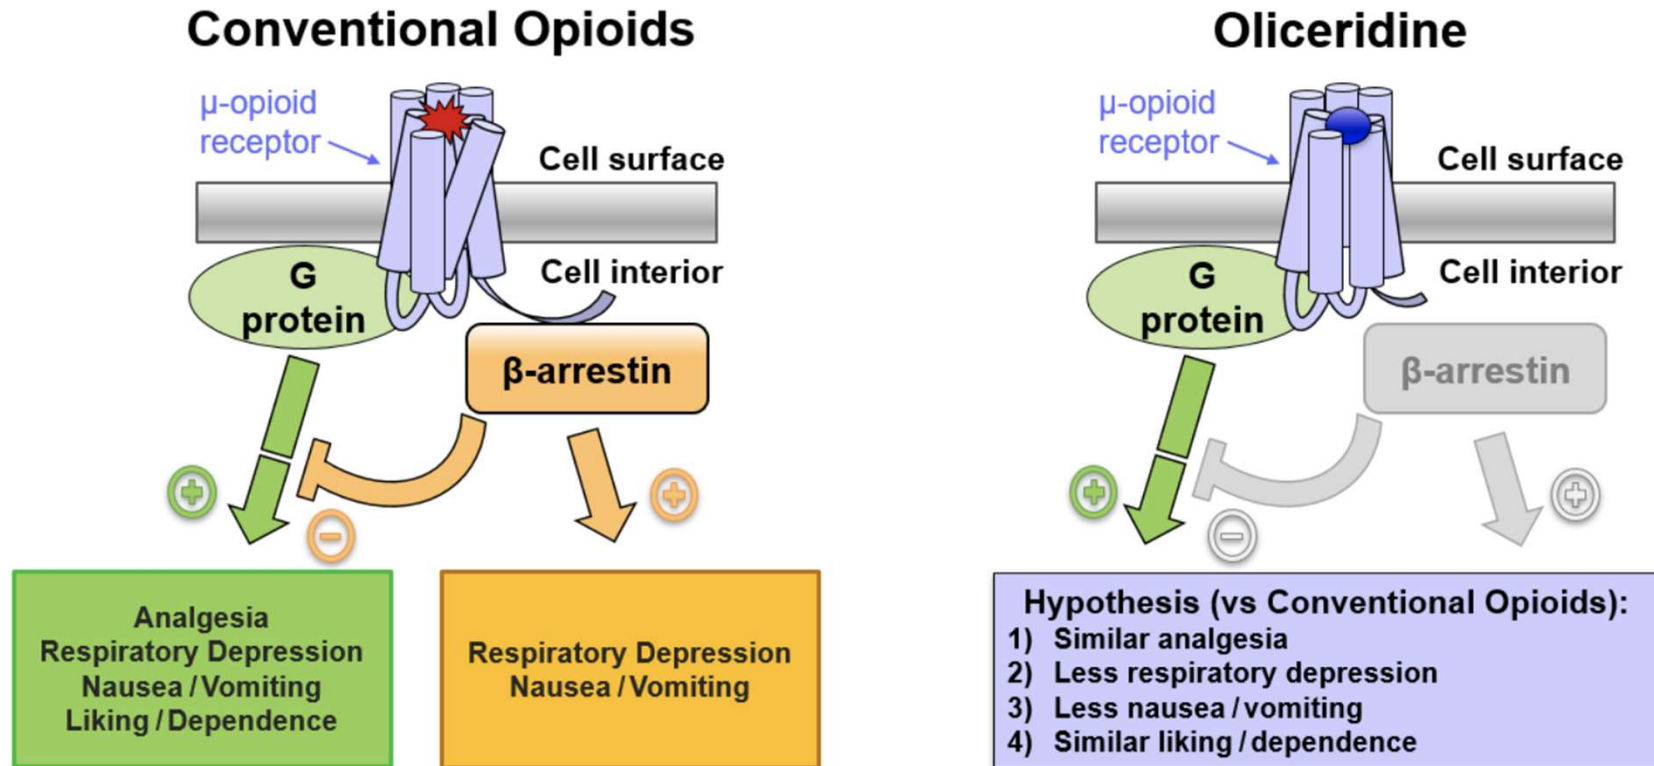 Conventional Opioids
μ-opioid
receptor
Cell surface
Cell interior
G
protein
β-arrestin
Analgesia
Respiratory Depression
Nausea / Vomiting
Liking / Dependence
Respiratory Depression
Nausea / Vomiting
Oliceridine
μ-opioid
receptor
Cell surface
Cell interior
G
protein
β-arrestin
Hypothesis (vs Conventional Opioids):
1) Similar analgesia
2) Less respiratory depression
3) Less nausea / vomiting
4) Similar liking / dependence